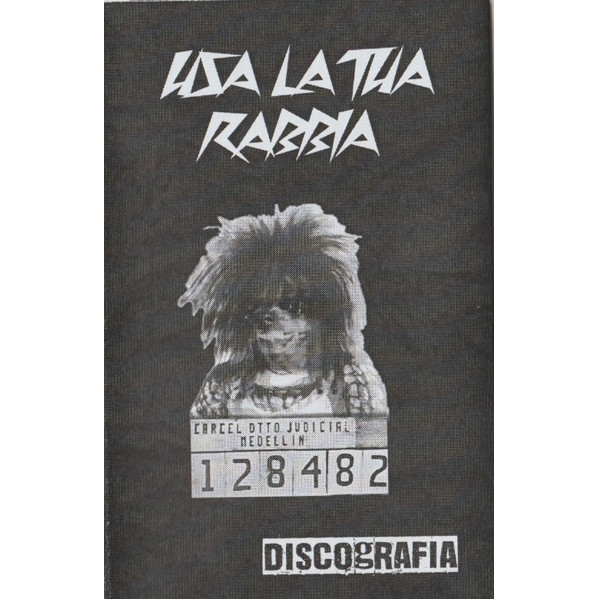 USA LA TUA
RABBIA
CARCEL DTTO JUDICIAL
MEDELLIN
128482
DISCOgRAFIA